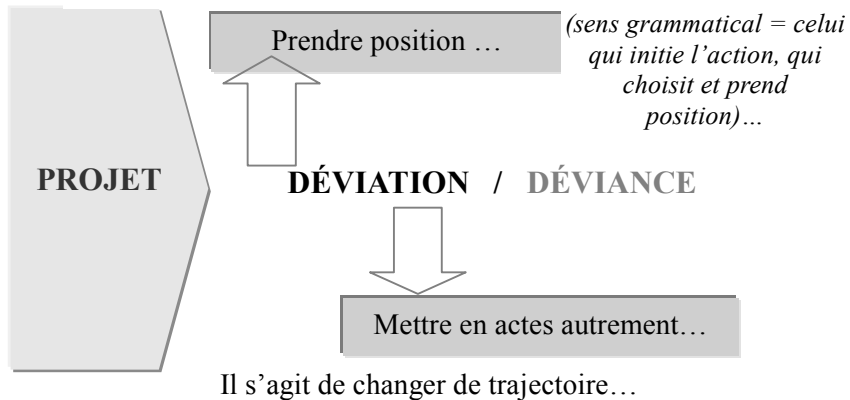 Prendre position …
(sens grammatical = celui
qui initie l’action, qui
choisit et prend
position)…
PROJET
DÉVIATION / DÉVIANCE
Mettre en actes autrement…
Il s’agit de changer de trajectoire…